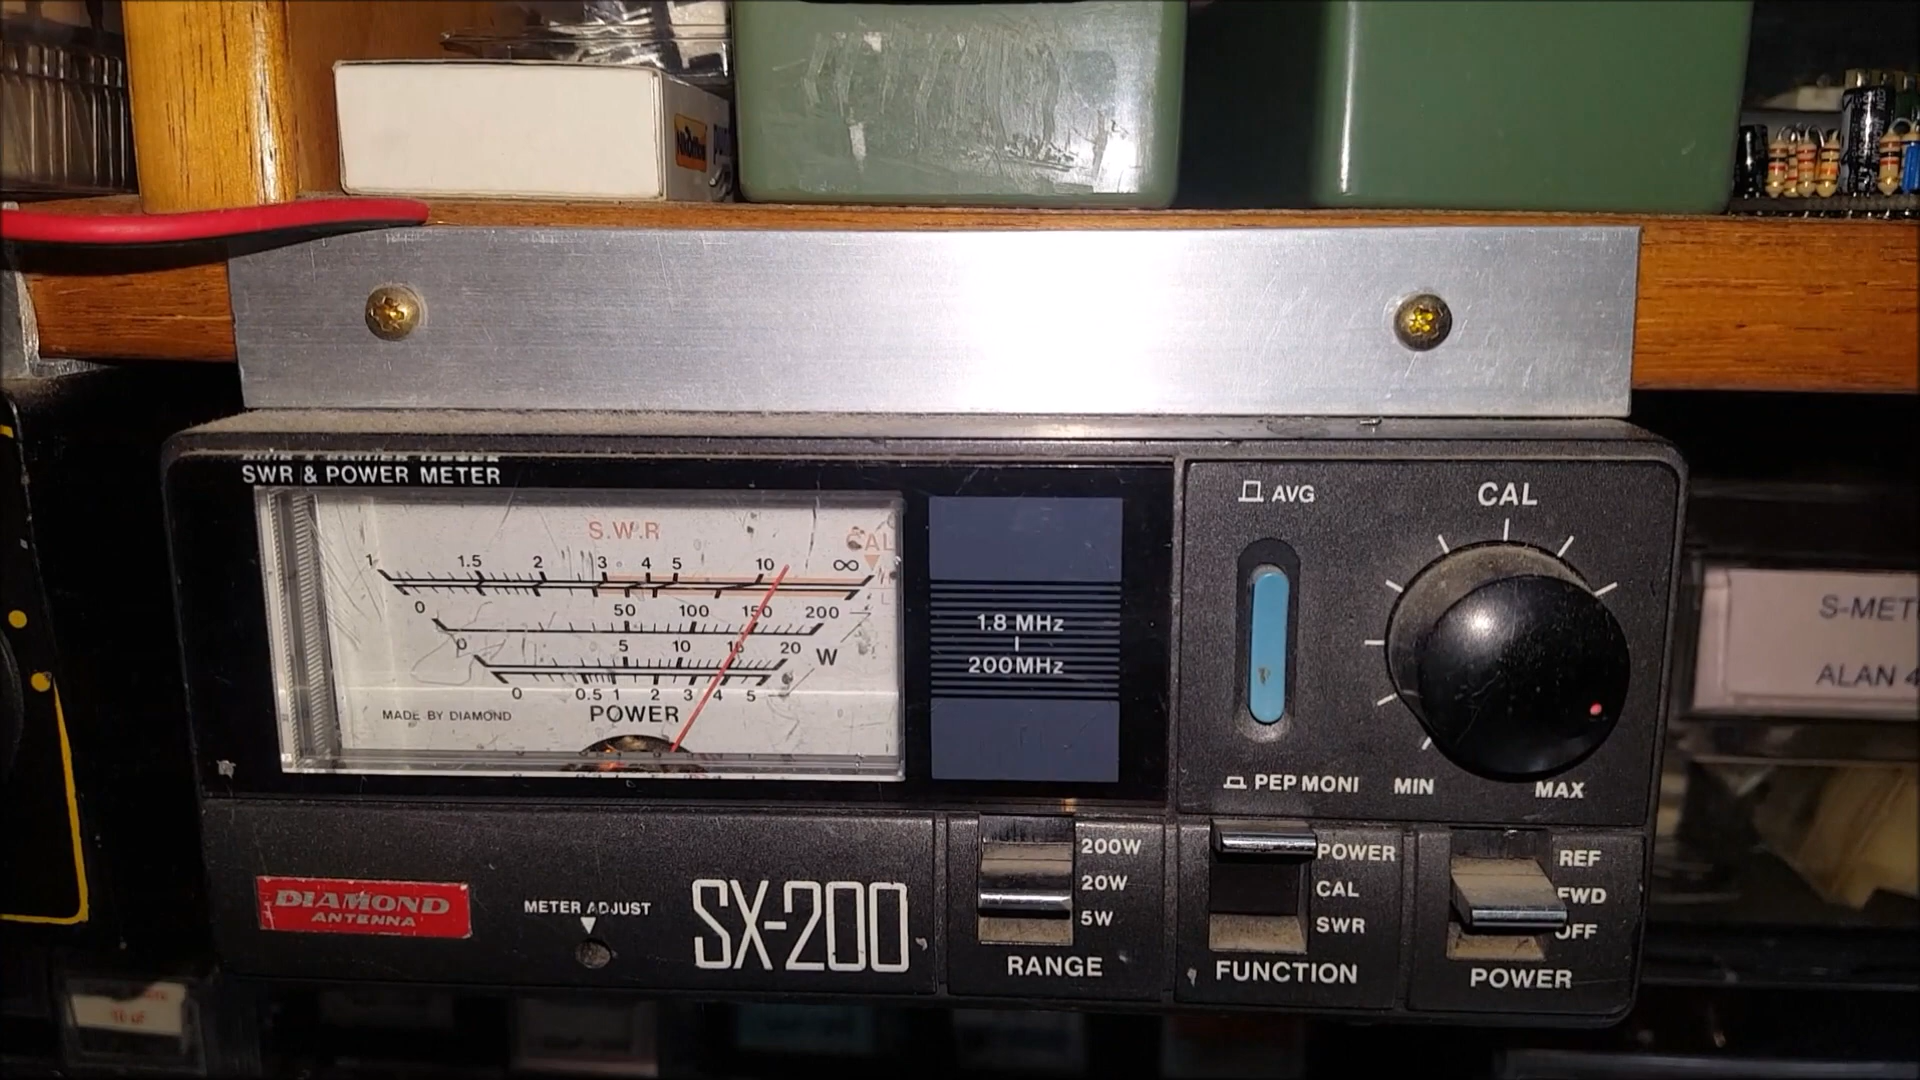 SWR & POWER METER
S.W.R
CAL
1 1.5 2 3 4 5 10 ∞
0 50 100 150 200
0 5 10 15 20 W
0 0.5 1 2 3 4 5
MADE BY DIAMOND
POWER
1.8 MHz
200MHz
AVG
PEP MONI
CAL
MIN
MAX
DIAMOND
ANTENNA
METER ADJUST
SX-200
200W
20W
5W
RANGE
POWER
CAL
SWR
FUNCTION
REF
FWD
OFF
POWER
S-MET
ALAN 4